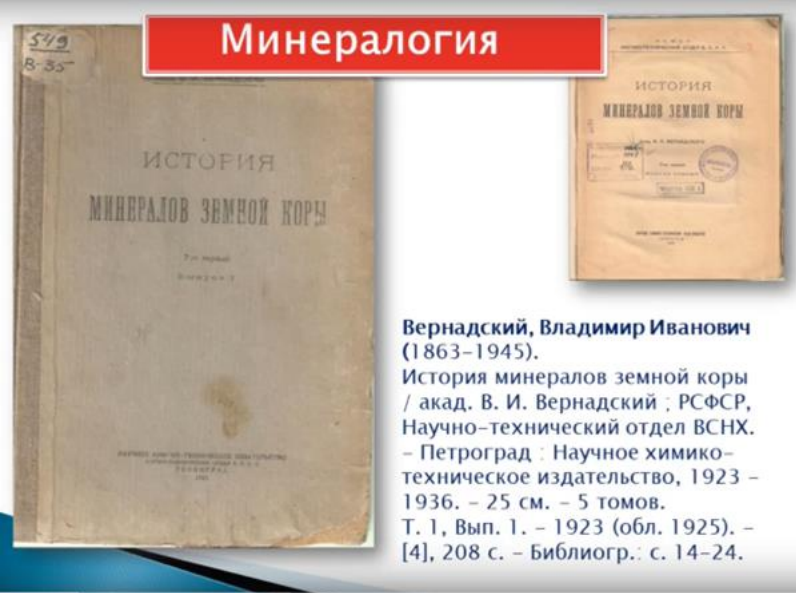 Минералогия
549
В-35
ИСТОРИЯ
МИНЕРАЛОВ ЗЕМНОЙ КОРЫ
ИСТОРИЯ
МИНЕРАЛОВ ЗЕМНОЙ КОРЫ
Вернадский, Владимир Иванович
(1863-1945).
История минералов земной коры
/ акад. В. И. Вернадский ; РСФСР,
Научно-технический отдел ВСНХ.
- Петроград : Научное химико-
техническое издательство, 1923 -
1936. - 25 см. - 5 томов.
Т. 1, Вып. 1. - 1923 (обл. 1925). -
[4], 208 с. - Библиогр.: с. 14-24.